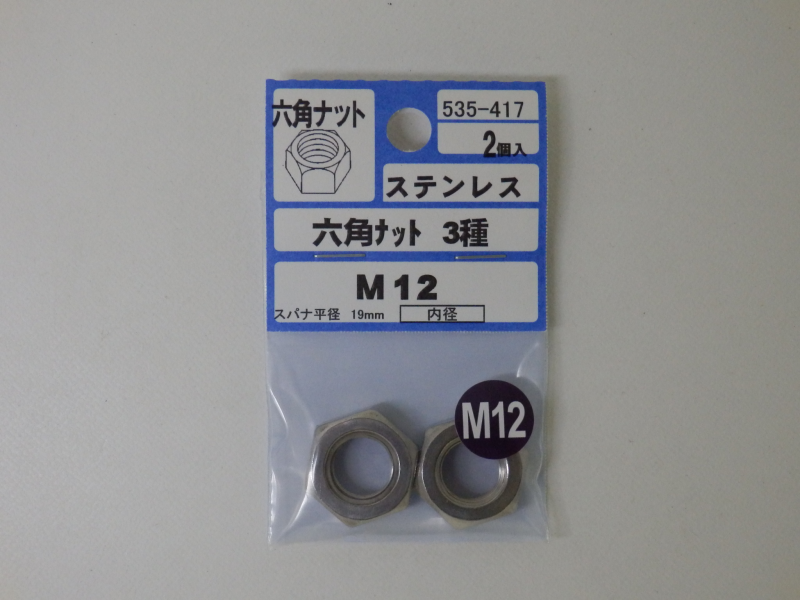 六角ナット
535-417
2個入
ステンレス
六角ナット 3種
M12
スパナ平径 19mm 内径
M12